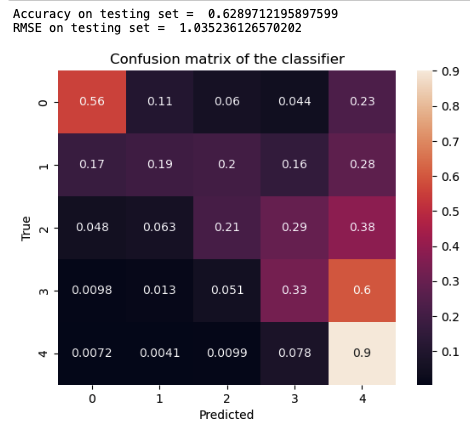 Accuracy on testing set =  0.6289712195897599
RMSE on testing set =  1.035236126570202
Confusion matrix of the classifier
0 0.56 0.11 0.06 0.044 0.23
1 0.17 0.19 0.2 0.16 0.28
2 0.048 0.063 0.21 0.29 0.38
3 0.0098 0.013 0.051 0.33 0.6
4 0.0072 0.0041 0.0099 0.078 0.9
0 1 2 3 4
True
Predicted
0.9
0.8
0.7
0.6
0.5
0.4
0.3
0.2
0.1